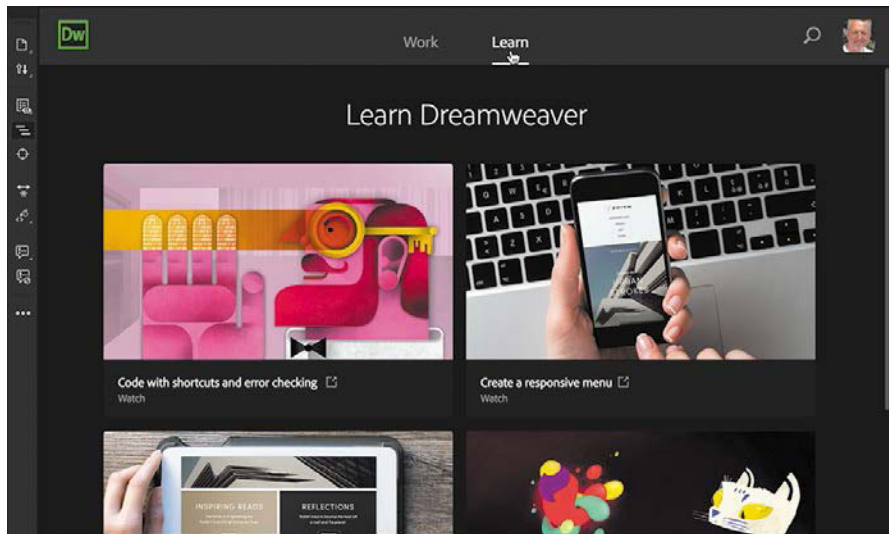 Dw
Work
Learn
Learn Dreamweaver
Code with shortcuts and error checking
Watch
Create a responsive menu
Watch
INSPIRING READS
REFLECTIONS